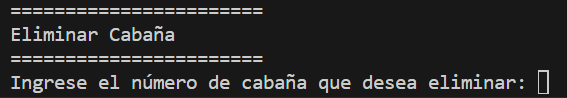 =======================
Eliminar Cabaña
=======================
Ingrese el número de cabaña que desea eliminar: